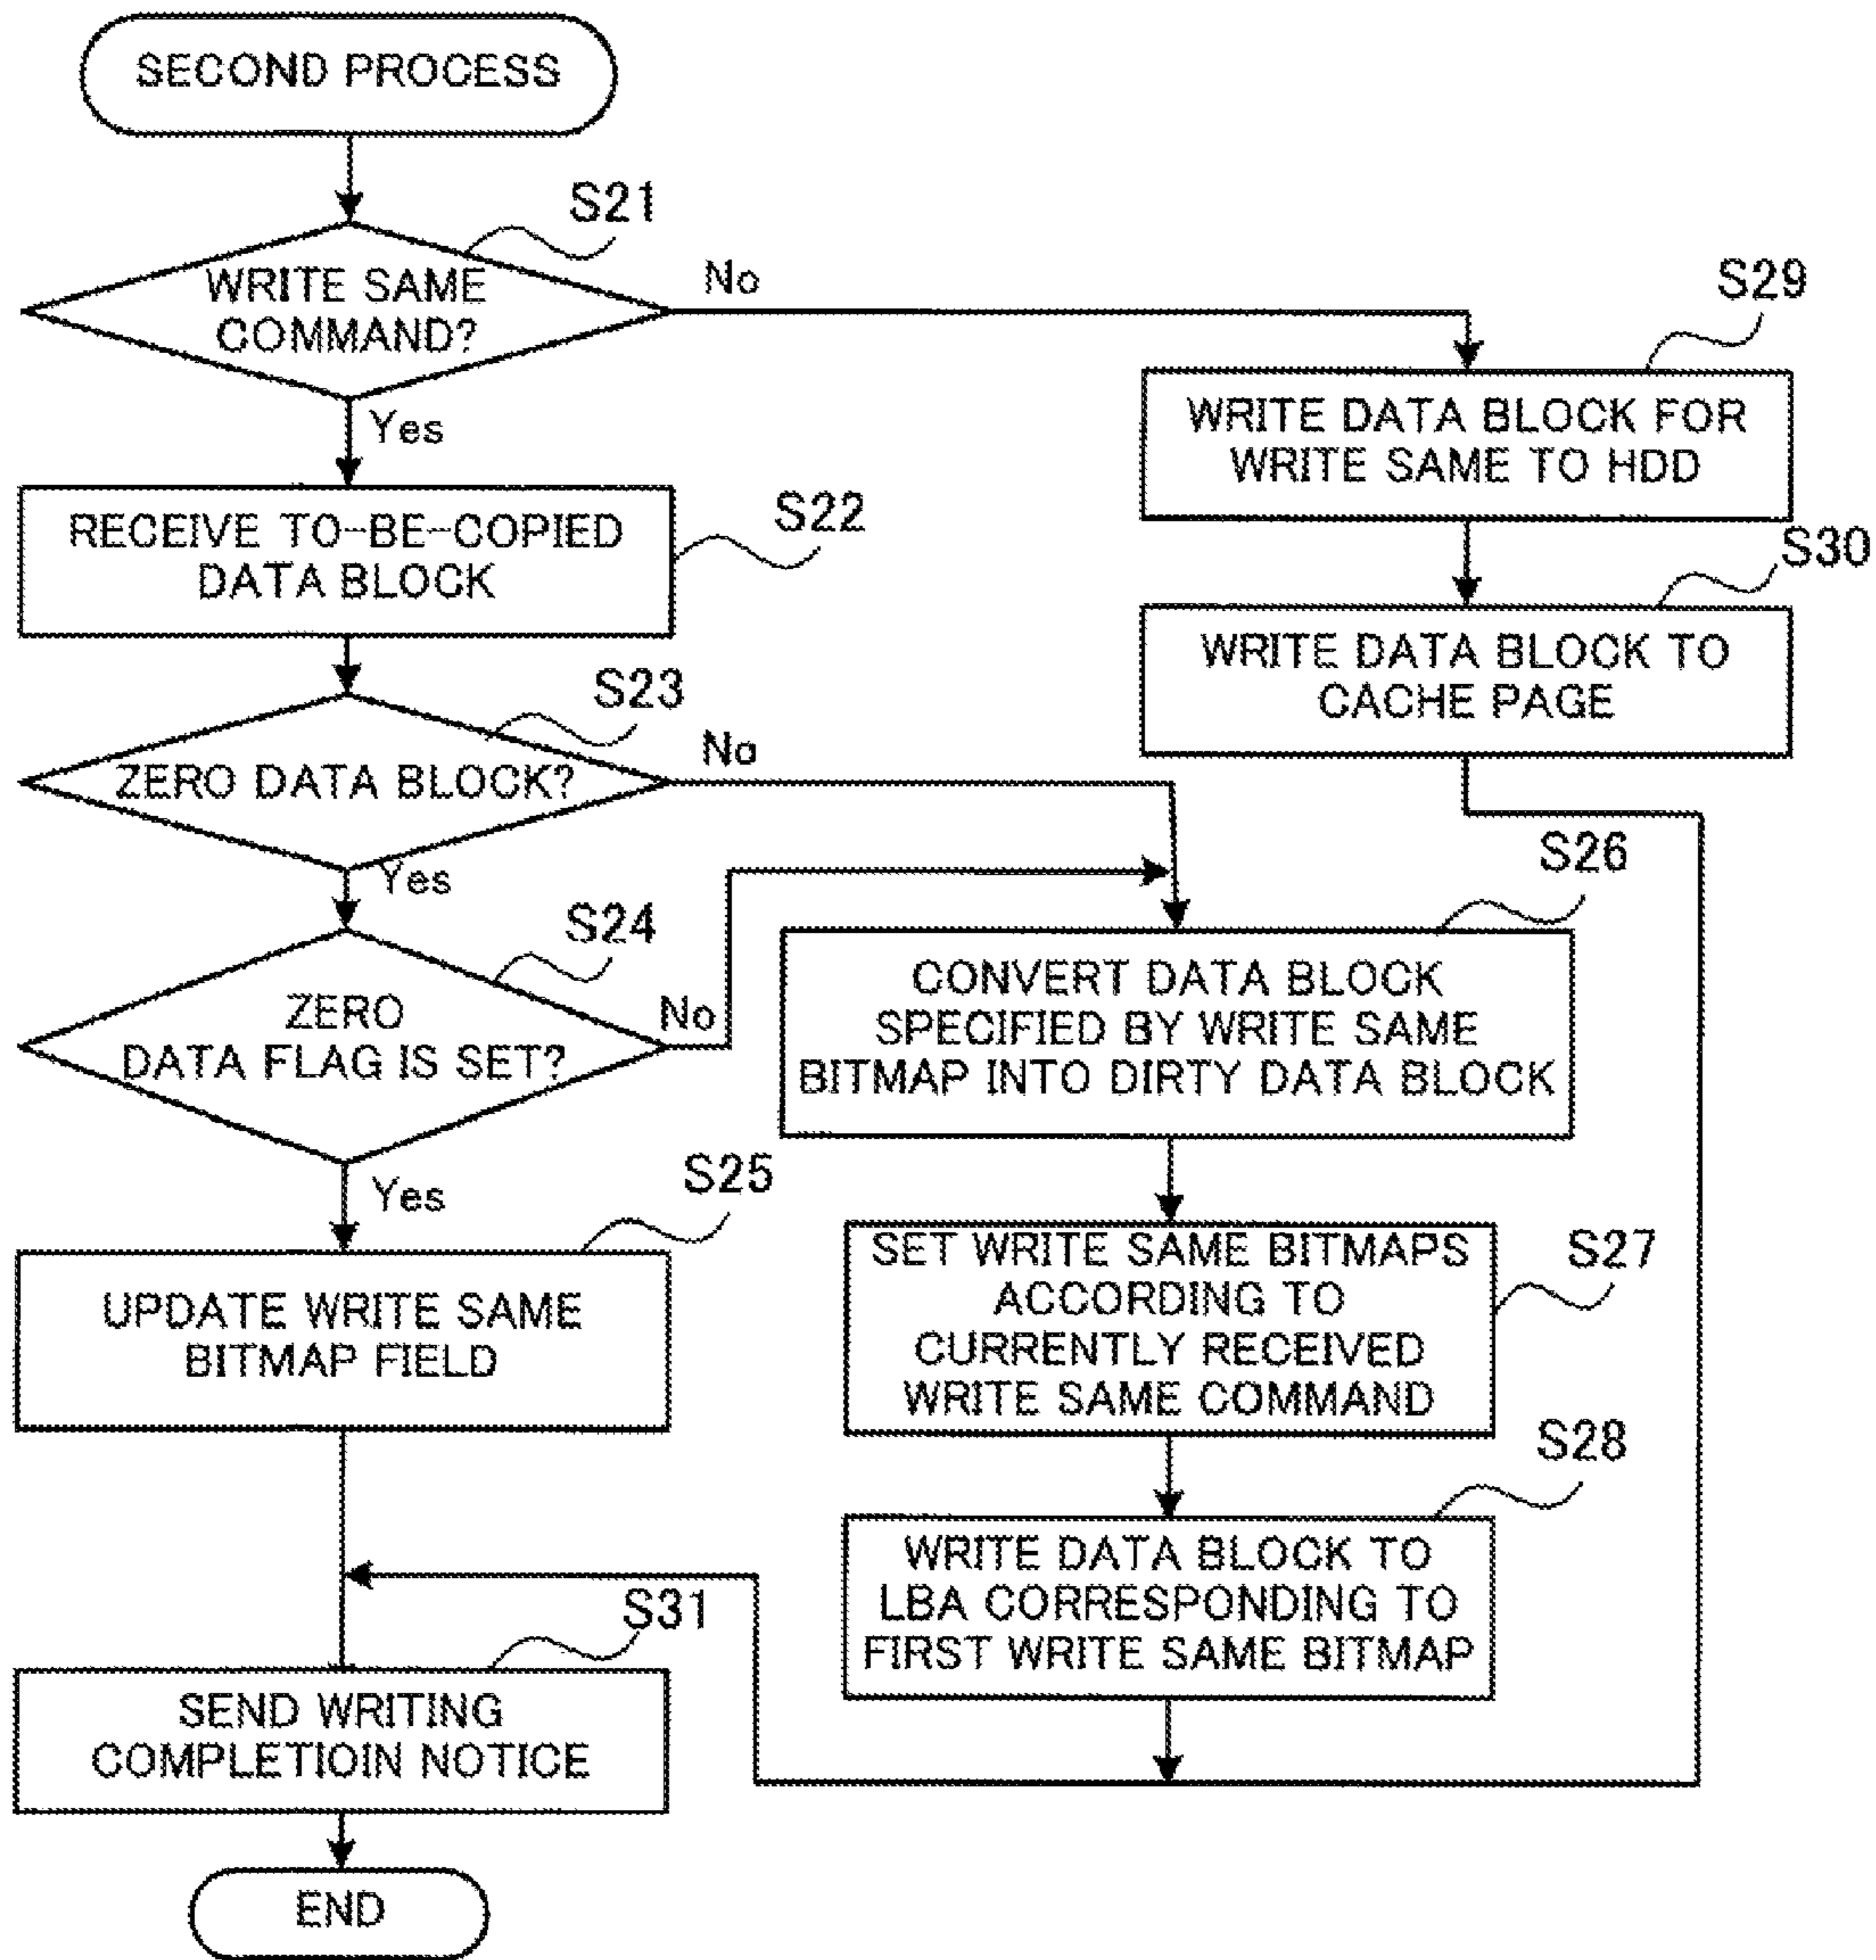 SECOND PROCESS
S21
WRITE SAME
COMMAND?
No
Yes
S22
RECEIVE TO-BE-COPIED
DATA BLOCK
S23
ZERO DATA BLOCK?
No
Yes
S24
ZERO
DATA FLAG IS SET?
No
Yes
S25
UPDATE WRITE SAME
BITMAP FIELD
S26
CONVERT DATA BLOCK
SPECIFIED BY WRITE SAME
BITMAP INTO DIRTY DATA BLOCK
S27
SET WRITE SAME BITMAPS
ACCORDING TO
CURRENTLY RECEIVED
WRITE SAME COMMAND
S28
WRITE DATA BLOCK TO
LBA CORRESPONDING TO
FIRST WRITE SAME BITMAP
S29
WRITE DATA BLOCK FOR
WRITE SAME TO HDD
S30
WRITE DATA BLOCK TO
CACHE PAGE
S31
SEND WRITING
COMPLETIOIN NOTICE
END